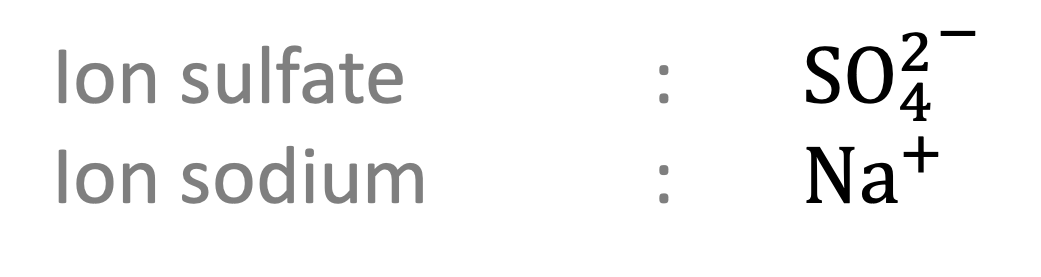 Ion sulfate : SO₄²⁻
Ion sodium : Na⁺